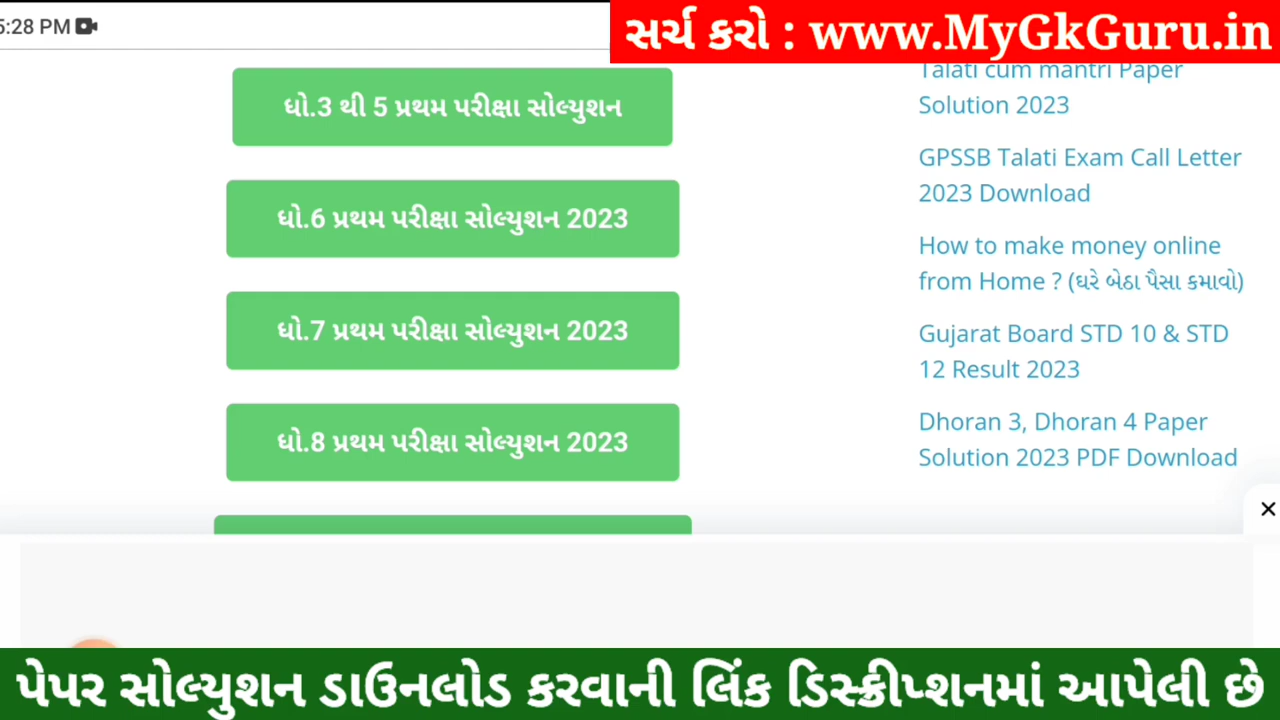 5:28 PM
સર્ચ કરો : www.MyGkGuru.in
ધો.3 થી 5 પ્રથમ પરીક્ષા સોલ્યુશન
ધો.6 પ્રથમ પરીક્ષા સોલ્યુશન 2023
ધો.7 પ્રથમ પરીક્ષા સોલ્યુશન 2023
ધો.8 પ્રથમ પરીક્ષા સોલ્યુશન 2023
Talati cum mantri Paper
Solution 2023
GPSSB Talati Exam Call Letter
2023 Download
How to make money online
from Home ? (ઘરે બેઠા પૈસા કમાવો)
Gujarat Board STD 10 & STD
12 Result 2023
Dhoran 3, Dhoran 4 Paper
Solution 2023 PDF Download
પેપર સોલ્યુશન ડાઉનલોડ કરવાની લિંક ડિસ્ક્રીપ્શનમાં આપેલી છે